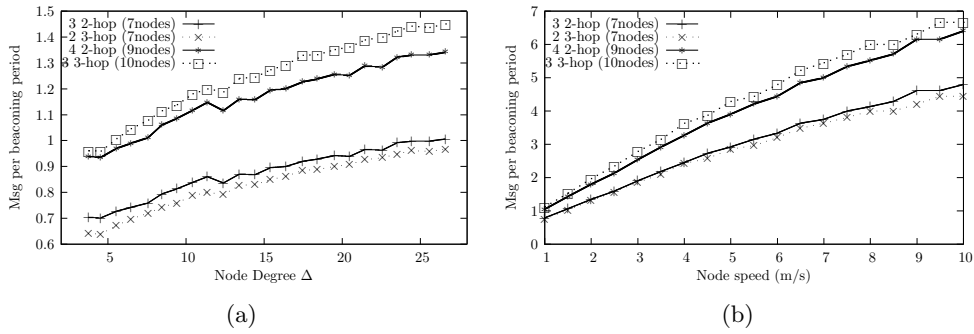 1.5
1.4
1.3
1.2
1.1
1
0.9
0.8
0.7
0.6
Msg per beaconing period
3 2-hop (7nodes)
2 3-hop (7nodes)
4 2-hop (9nodes)
3 3-hop (10nodes)
5 10 15 20 25
Node Degree Δ
(a)
7
6
5
4
3
2
1
0
Msg per beaconing period
3 2-hop (7nodes)
2 3-hop (7nodes)
4 2-hop (9nodes)
3 3-hop (10nodes)
1 2 3 4 5 6 7 8 9 10
Node speed (m/s)
(b)